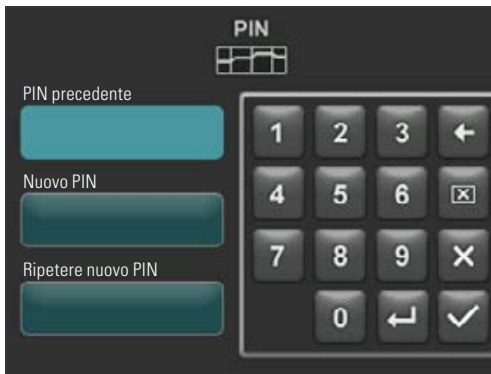 PIN
PIN precedente
Nuovo PIN
Ripetere nuovo PIN
1 2 3
4 5 6
7 8 9
0